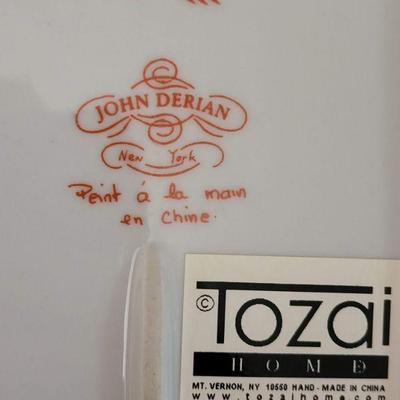 JOHN DERIAN
New York
Peint á la main
en Chine.
© Tozai
HOME
MT. VERNON, NY 10550 HAND-MADE IN CHINA
www.tozaihome.com